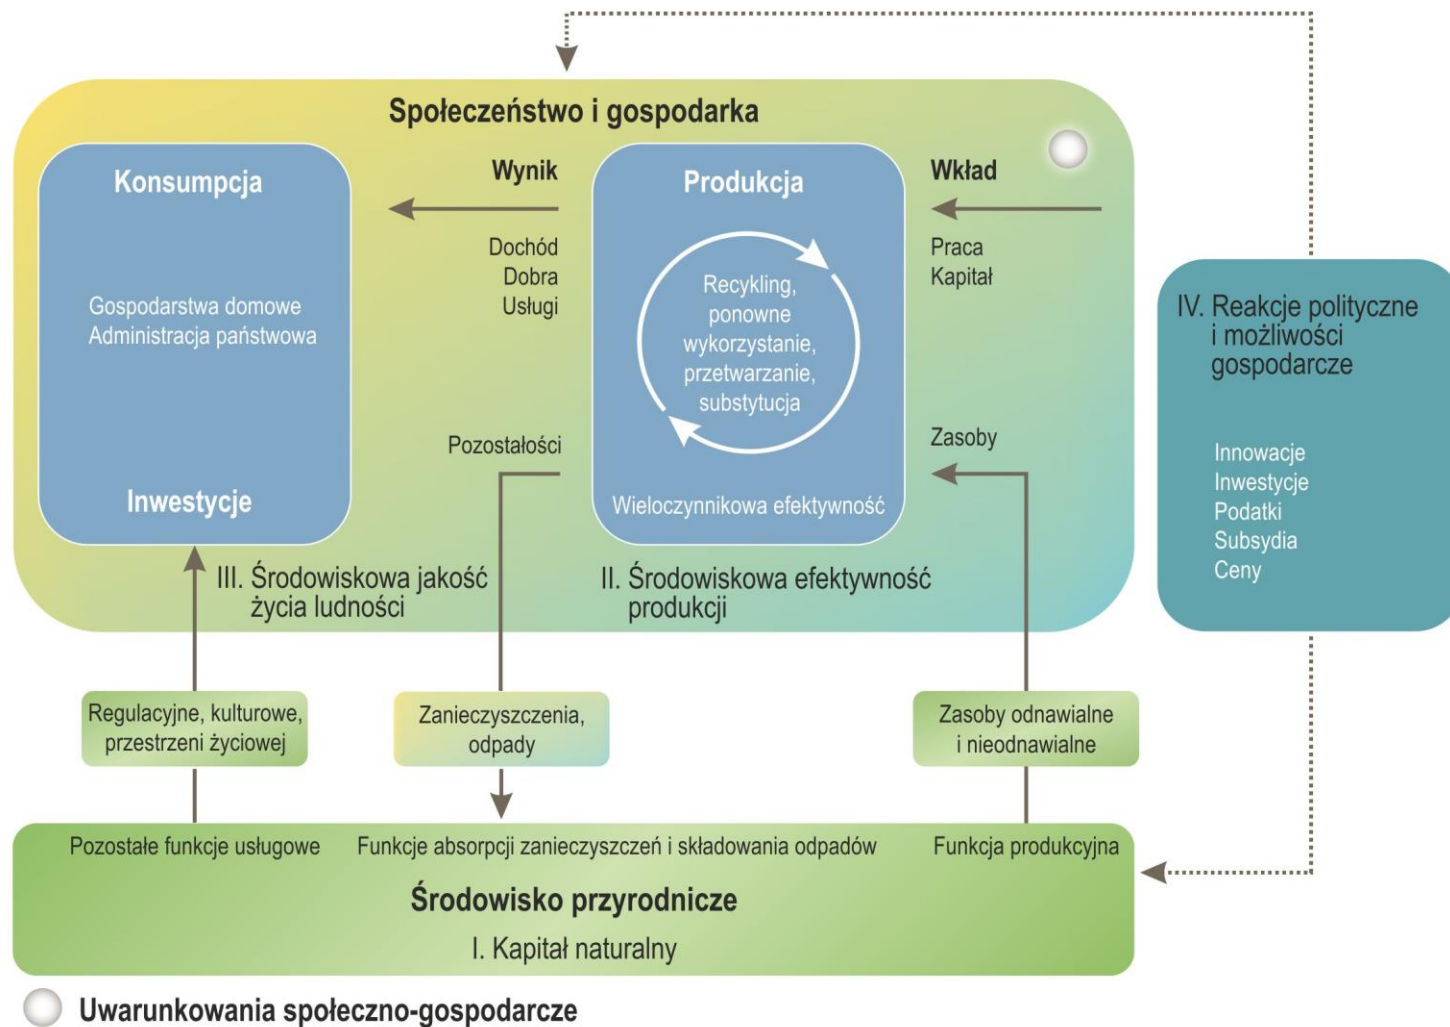 Społeczeństwo i gospodarka
Konsumpcja
Gospodarstwa domowe
Administracja państwowa
Inwestycje
Wynik
Dochód
Dobra
Usługi
Pozostałości
Produkcja
Recykling,
ponowne
wykorzystanie,
przetwarzanie,
substytucja
Wieloczynnikowa efektywność
Wkład
Praca
Kapitał
Zasoby
III. Środowiskowa jakość
życia ludności
II. Środowiskowa efektywność
produkcji
IV. Reakcje polityczne
i możliwości
gospodarcze
Innowacje
Inwestycje
Podatki
Subsydia
Ceny
Regulacyjne, kulturowe,
przestrzeni życiowej
Zanieczyszczenia,
odpady
Zasoby odnawialne
i nieodnawialne
Pozostałe funkcje usługowe
Funkcje absorpcji zanieczyszczeń i składowania odpadów
Funkcja produkcyjna
Środowisko przyrodnicze
I. Kapitał naturalny
Uwarunkowania społeczno-gospodarcze